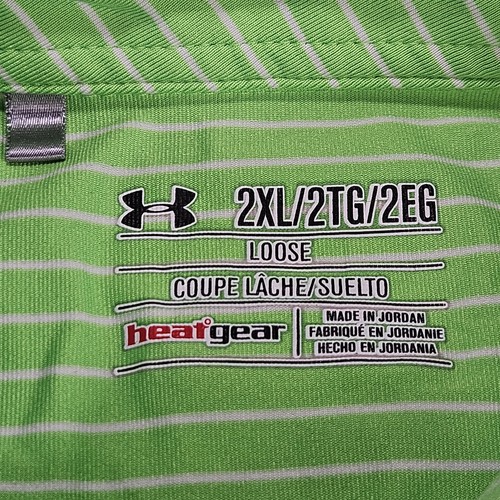 2XL/2TG/2EG
LOOSE
COUPE LÂCHE/SUELTO
heatgear
MADE IN JORDAN
FABRIQUÉ EN JORDANIE
HECHO EN JORDANIA